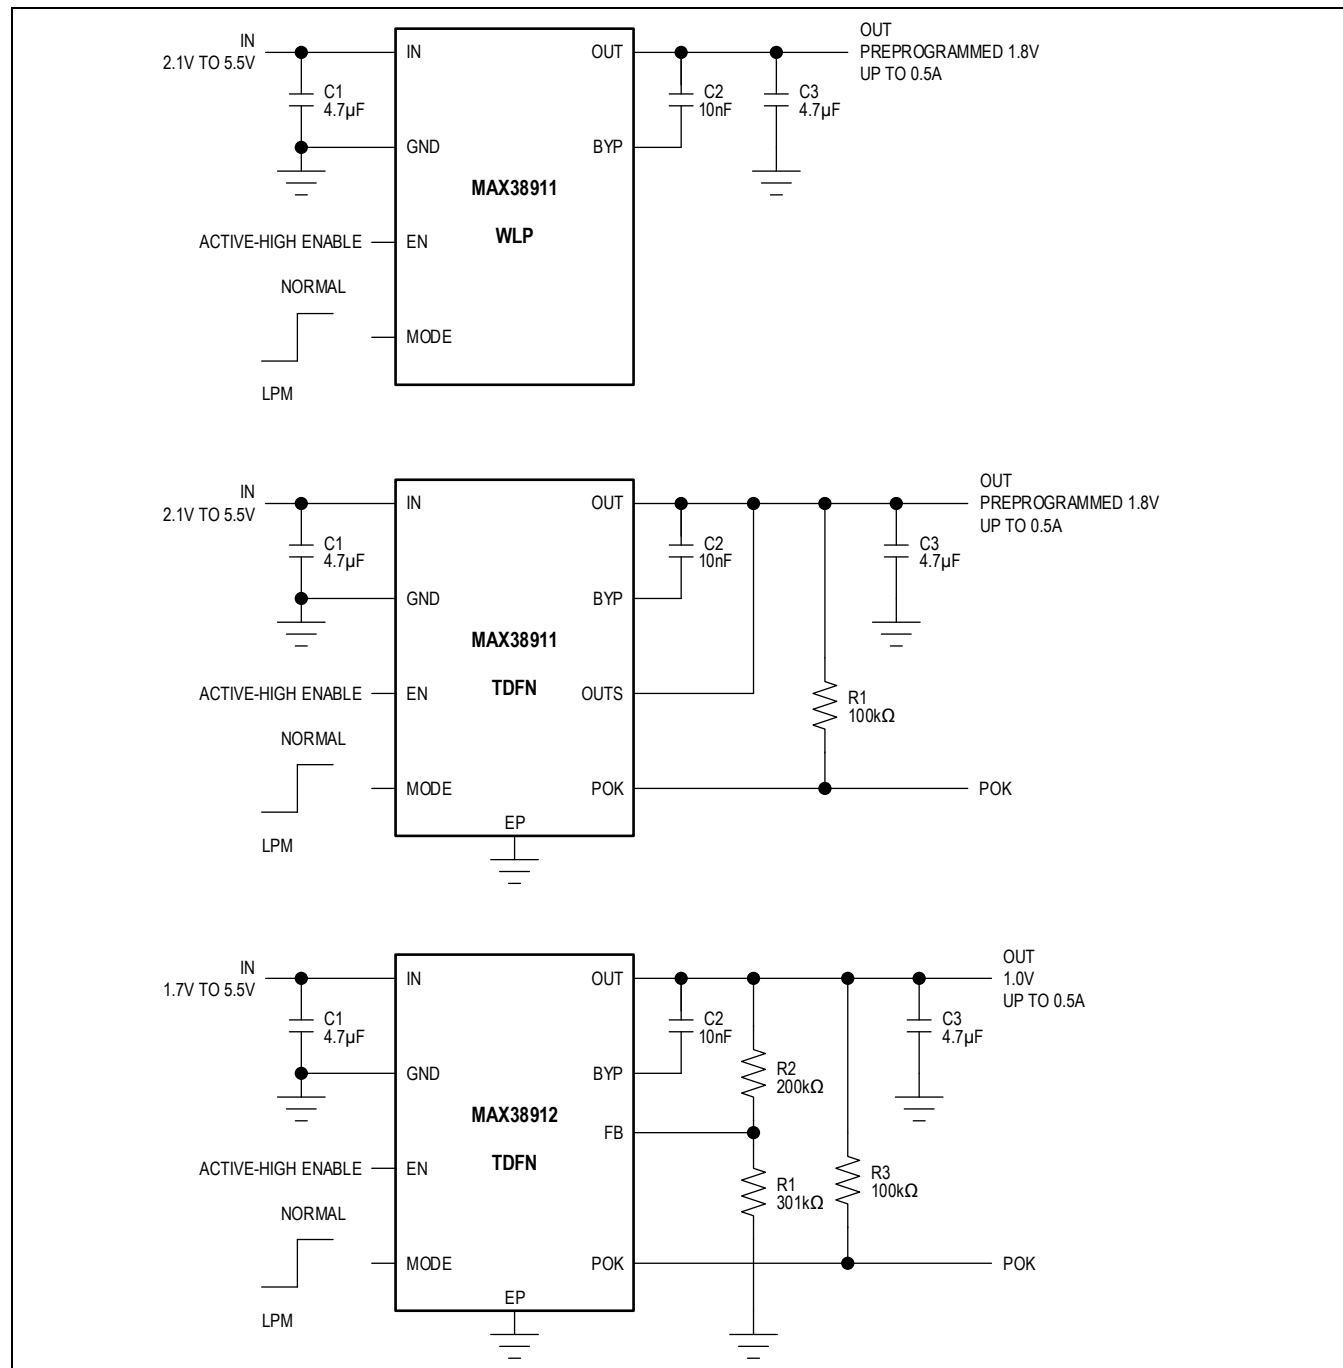 IN
2.1V TO 5.5V
C1
4.7µF
IN
GND
EN
MODE
MAX38911
WLP
OUT
BYP
C2
10nF
C3
4.7µF
OUT
PREPROGRAMMED 1.8V
UP TO 0.5A
ACTIVE-HIGH ENABLE
NORMAL
LPM
IN
2.1V TO 5.5V
C1
4.7µF
IN
GND
EN
MODE
MAX38911
TDFN
EP
OUT
BYP
OUTS
POK
C2
10nF
C3
4.7µF
R1
100kΩ
OUT
PREPROGRAMMED 1.8V
UP TO 0.5A
POK
ACTIVE-HIGH ENABLE
NORMAL
LPM
IN
1.7V TO 5.5V
C1
4.7µF
IN
GND
EN
MODE
MAX38912
TDFN
EP
OUT
BYP
FB
POK
C2
10nF
R2
200kΩ
R1
301kΩ
R3
100kΩ
C3
4.7µF
OUT
1.0V
UP TO 0.5A
POK
ACTIVE-HIGH ENABLE
NORMAL
LPM